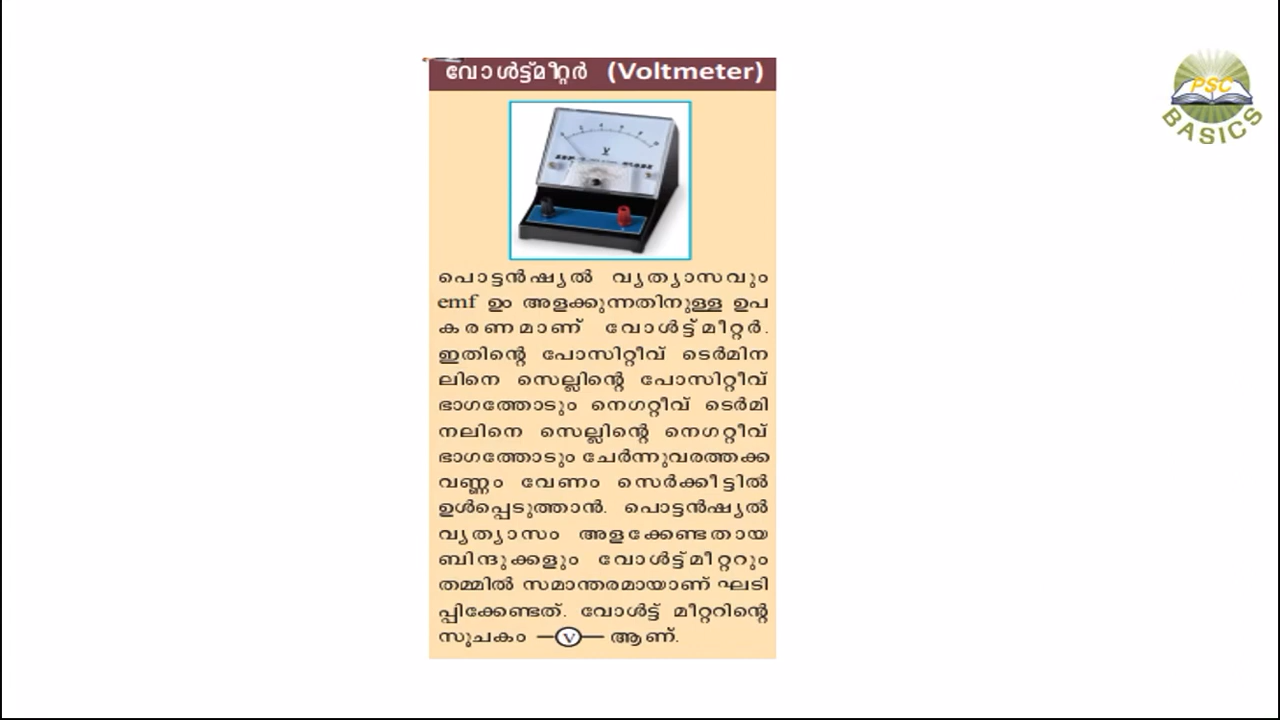 വോൾട്ട്മീറ്റർ (Voltmeter)
PSC
BASICS
V
പൊട്ടൻഷ്യൽ വ്യത്യാസവും
emf ഉം അളക്കുന്നതിനുള്ള ഉപ
കരണമാണ് വോൾട്ട്മീറ്റർ.
ഇതിന്റെ പോസിറ്റീവ് ടെർമിന
ലിനെ സെല്ലിന്റെ പോസിറ്റീവ്
ഭാഗത്തോടും നെഗറ്റീവ് ടെർമി
നലിനെ സെല്ലിന്റെ നെഗറ്റീവ്
ഭാഗത്തോടും ചേർന്നുവരത്തക്ക
വണ്ണം വേണം സെർക്കീട്ടിൽ
ഉൾപ്പെടുത്താൻ. പൊട്ടൻഷ്യൽ
വ്യത്യാസം അളക്കേണ്ടതായ
ബിന്ദുക്കളും വോൾട്ട്മീറ്ററും
തമ്മിൽ സമാന്തരമായാണ് ഘടി
പ്പിക്കേണ്ടത്. വോൾട്ട് മീറ്ററിന്റെ
സൂചകം V ആണ്.